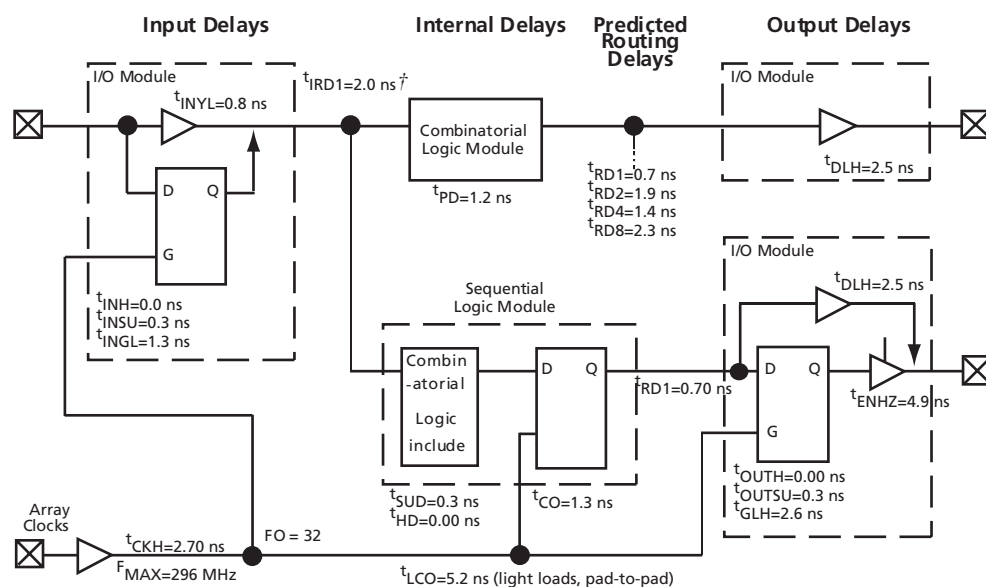 Input Delays
Internal Delays
Predicted
Routing
Delays
Output Delays
I/O Module
tINYL=0.8 ns
D
Q
G
tINH=0.0 ns
tINSU=0.3 ns
tINGL=1.3 ns
tIRD1=2.0 ns†
Combinatorial
Logic Module
tPD=1.2 ns
tRD1=0.7 ns
tRD2=1.9 ns
tRD4=1.4 ns
tRD8=2.3 ns
I/O Module
tDLH=2.5 ns
Sequential
Logic Module
Combin
-atorial
Logic
include
D
Q
tSUD=0.3 ns
tHD=0.00 ns
tCO=1.3 ns
tRD1=0.70 ns
I/O Module
tDLH=2.5 ns
D
Q
G
tENHZ=4.9 ns
tOUTH=0.00 ns
tOUTSU=0.3 ns
tGLH=2.6 ns
Array
Clocks
tCKH=2.70 ns
FO = 32
FMAX=296 MHz
tLCO=5.2 ns (light loads, pad-to-pad)